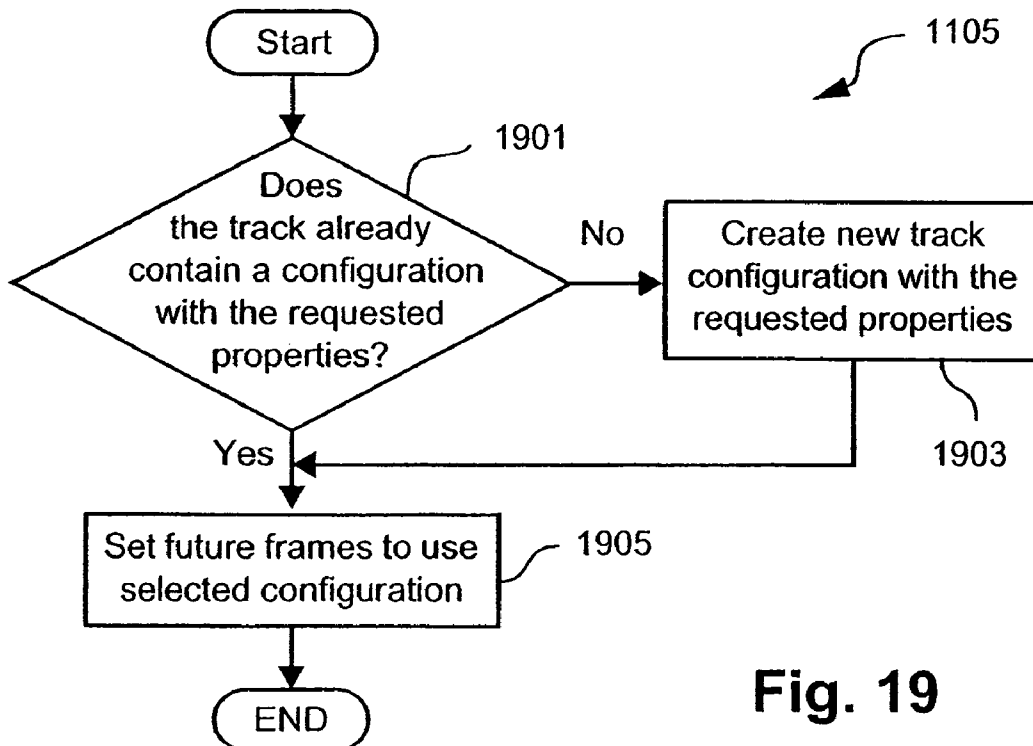 Start
1105
1901
Does
the track already
contain a configuration
with the requested
properties?
No
Create new track
configuration with the
requested properties
Yes
1903
Set future frames to use
selected configuration
1905
END
Fig. 19